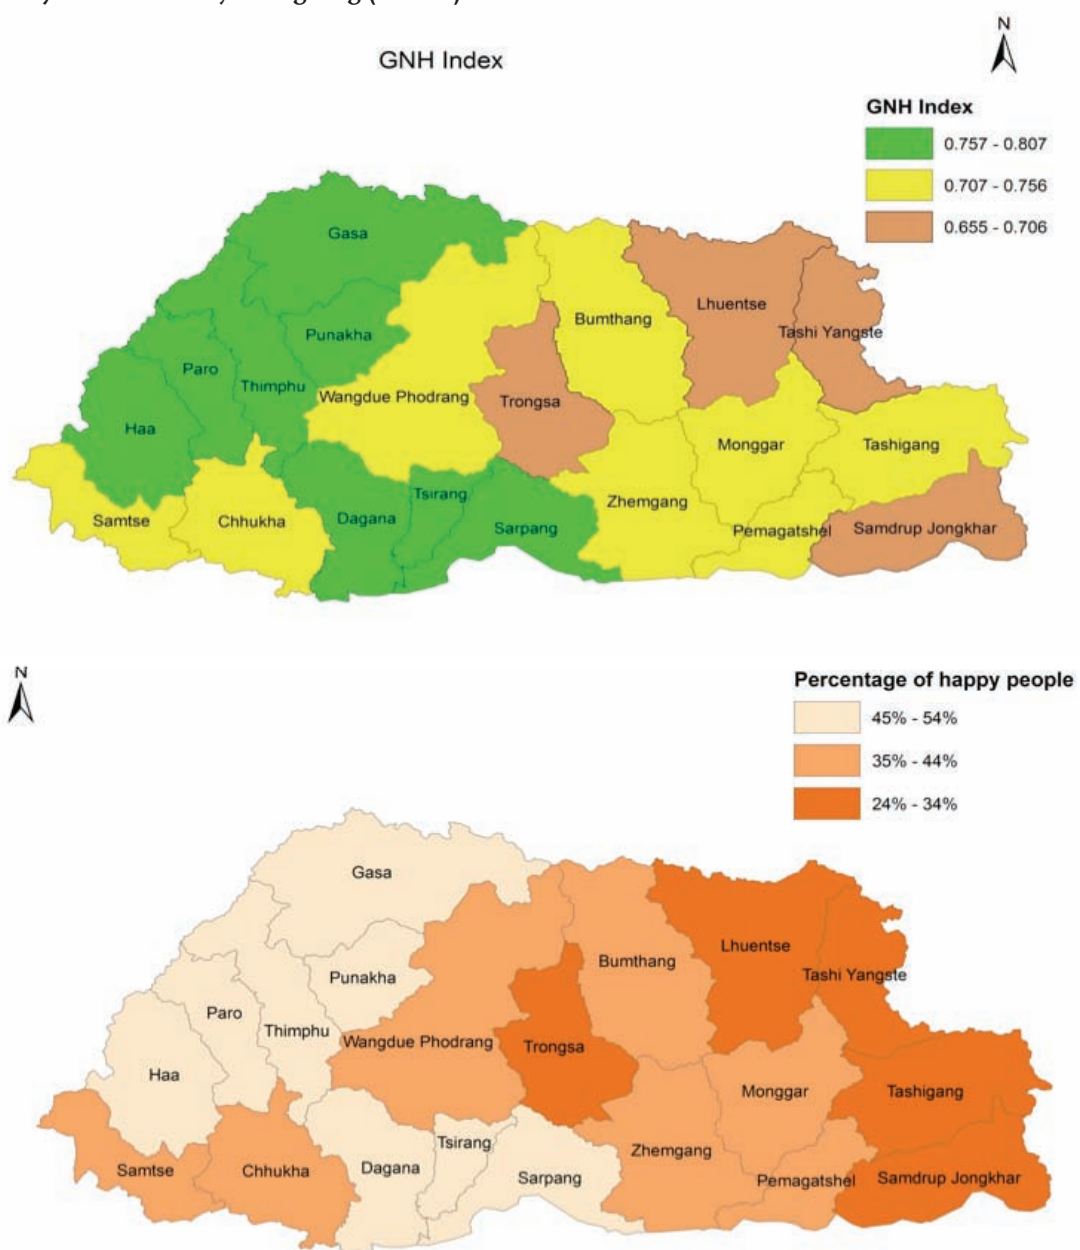 N
GNH Index
GNH Index
0.757 - 0.807
0.707 - 0.756
0.655 - 0.706
Gasa
Punakha
Paro
Thimphu
Haa
Wangdue Phodrang
Bumthang
Trongsa
Lhuentse
Tashi Yangste
Samtse
Chhukha
Dagana
Tsirang
Sarpang
Zhemgang
Monggar
Tashigang
Pemagatshel
Samdrup Jongkhar
N
Percentage of happy people
45% - 54%
35% - 44%
24% - 34%
Gasa
Punakha
Paro
Thimphu
Haa
Wangdue Phodrang
Bumthang
Trongsa
Lhuentse
Tashi Yangste
Samtse
Chhukha
Dagana
Tsirang
Sarpang
Zhemgang
Monggar
Tashigang
Pemagatshel
Samdrup Jongkhar